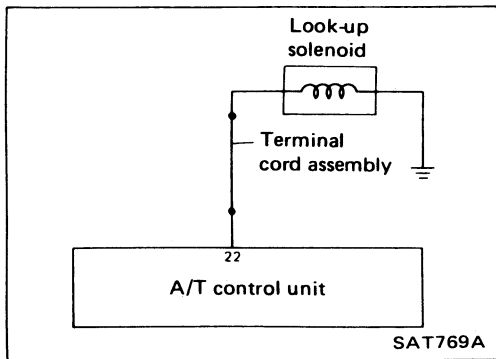 Look-up
solenoid
Terminal
cord assembly
22
A/T control unit
SAT769A